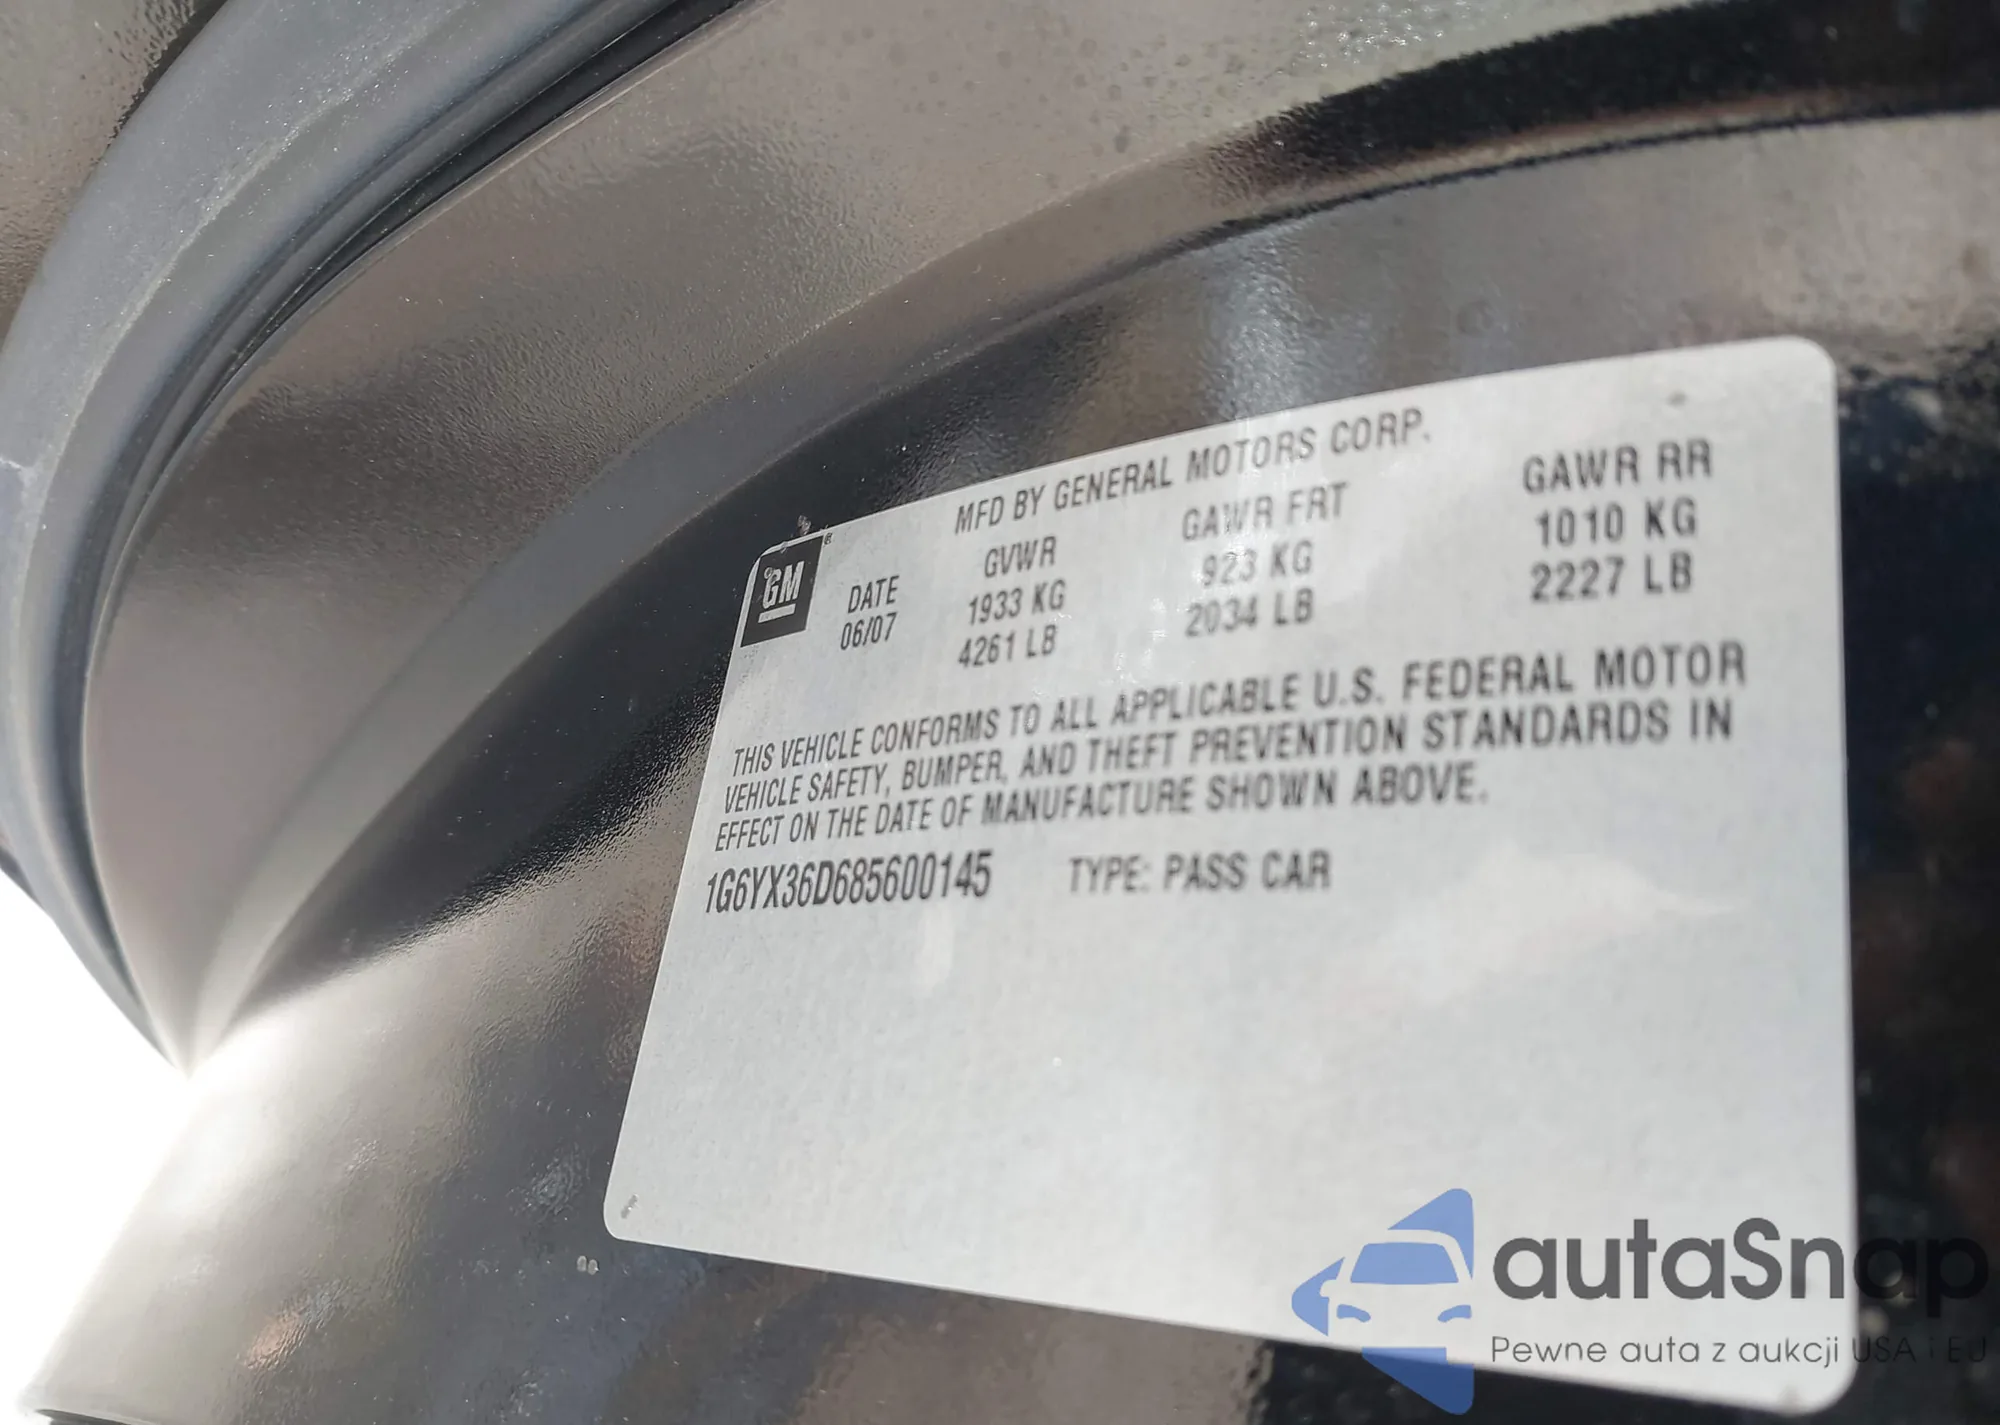 MFD BY GENERAL MOTORS CORP.
GM
DATE GVWR GAWR FRT GAWR RR
06/07 1933 KG 923 KG 1010 KG
4261 LB 2034 LB 2227 LB
THIS VEHICLE CONFORMS TO ALL APPLICABLE U.S. FEDERAL MOTOR
VEHICLE SAFETY, BUMPER, AND THEFT PREVENTION STANDARDS IN
EFFECT ON THE DATE OF MANUFACTURE SHOWN ABOVE.
1G6YX36D685600145 TYPE: PASS CAR
autaSnap
Pewne auta z aukcji USA i EU